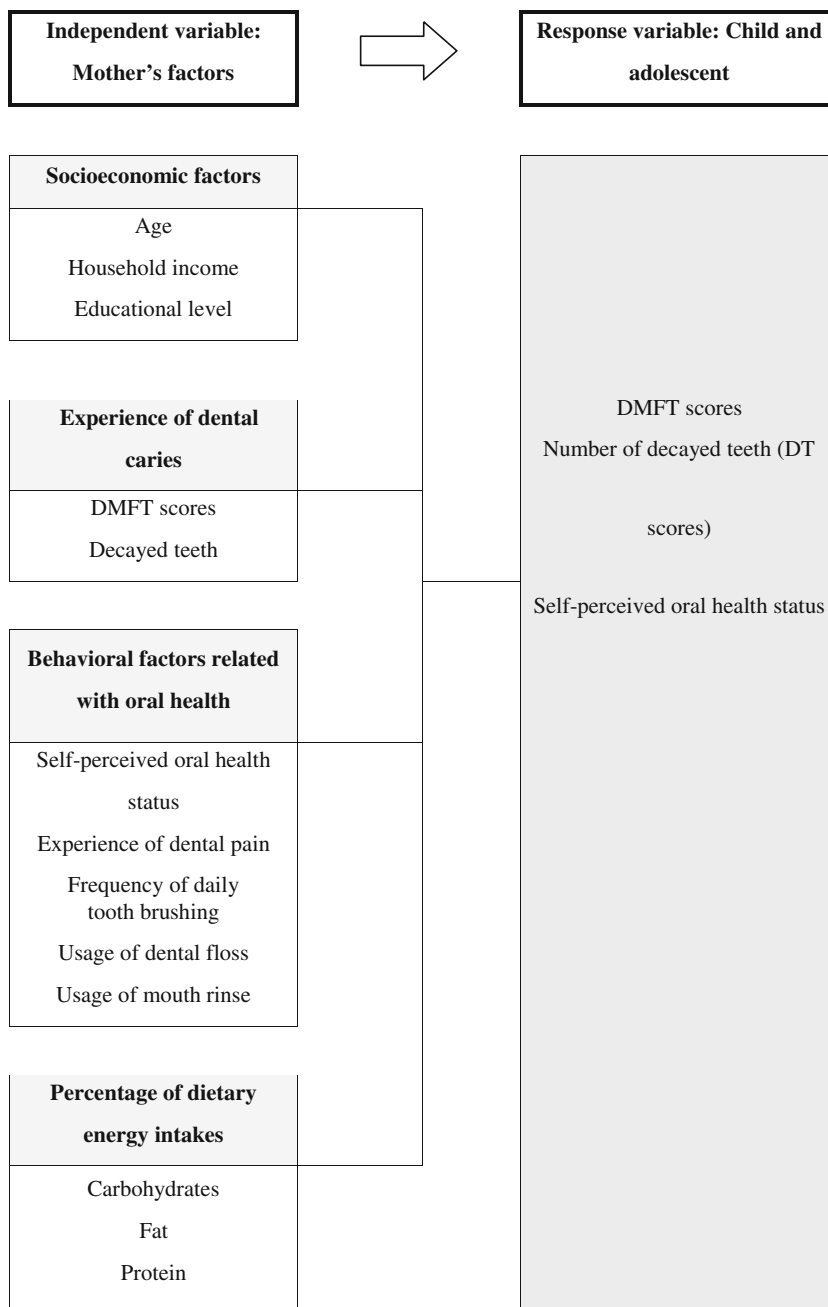 Independent variable:
Mother's factors
Response variable: Child and
adolescent
Socioeconomic factors
Age
Household income
Educational level
Experience of dental
caries
DMFT scores
Decayed teeth
Behavioral factors related
with oral health
Self-perceived oral health
status
Experience of dental pain
Frequency of daily
tooth brushing
Usage of dental floss
Usage of mouth rinse
Percentage of dietary
energy intakes
Carbohydrates
Fat
Protein
DMFT scores
Number of decayed teeth (DT
scores)
Self-perceived oral health status